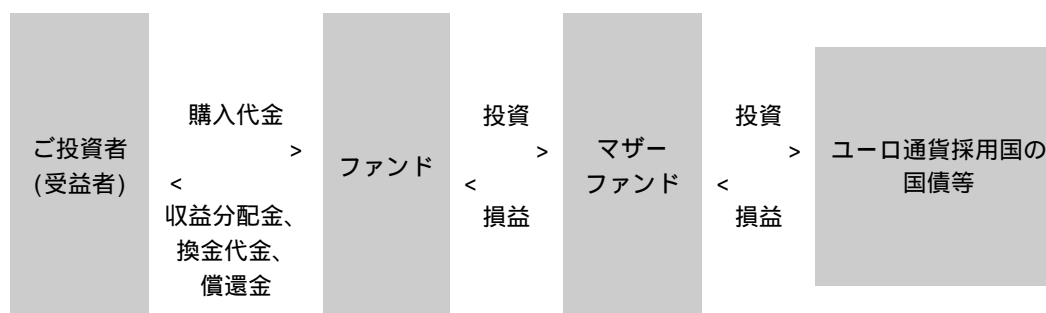 ご投資者
(受益者)
購入代金
>
<
収益分配金、
換金代金、
償還金
ファンド
投資
>
<
損益
マザー
ファンド
投資
>
<
損益
ユーロ通貨採用国の
国債等